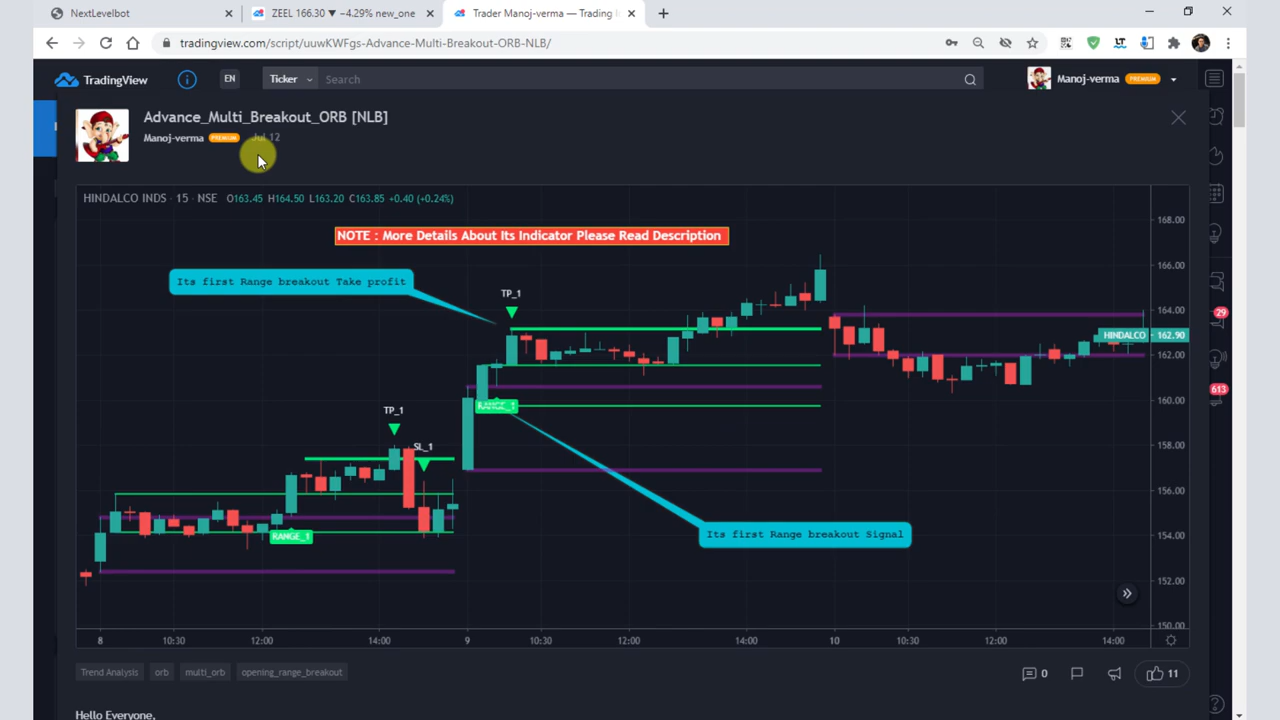 NextLevelbot
ZEEL 166.30 ▼ −4.29% new_one
Trader Manoj-verma — Trading I
tradingview.com/script/uuwKWFgs-Advance-Multi-Breakout-ORB-NLB/
TradingView
EN
Ticker
Search
Manoj-verma PREMIUM
Advance_Multi_Breakout_ORB [NLB]
Manoj-verma PREMIUM Jul 12
HINDALCO INDS · 15 · NSE O163.45 H164.50 L163.20 C163.85 +0.40 (+0.24%)
168.00
NOTE : More Details About Its Indicator Please Read Description
166.00
Its first Range breakout Take profit
TP_1
164.00
29
HINDALCO 162.90
162.00
613
160.00
RANGE_1
TP_1
SL_1
158.00
156.00
RANGE_1
Its first Range breakout Signal
154.00
152.00
150.00
8 10:30 12:00 14:00 9 10:30 12:00 14:00 10 10:30 12:00 14:00
Trend Analysis orb multi_orb opening_range_breakout
0
11
Hello Everyone,